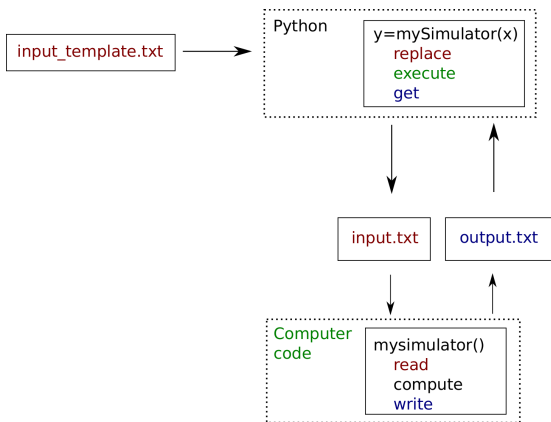 input_template.txt
Python
y=mySimulator(x)
replace
execute
get
input.txt
output.txt
Computer
code
mysimulator()
read
compute
write